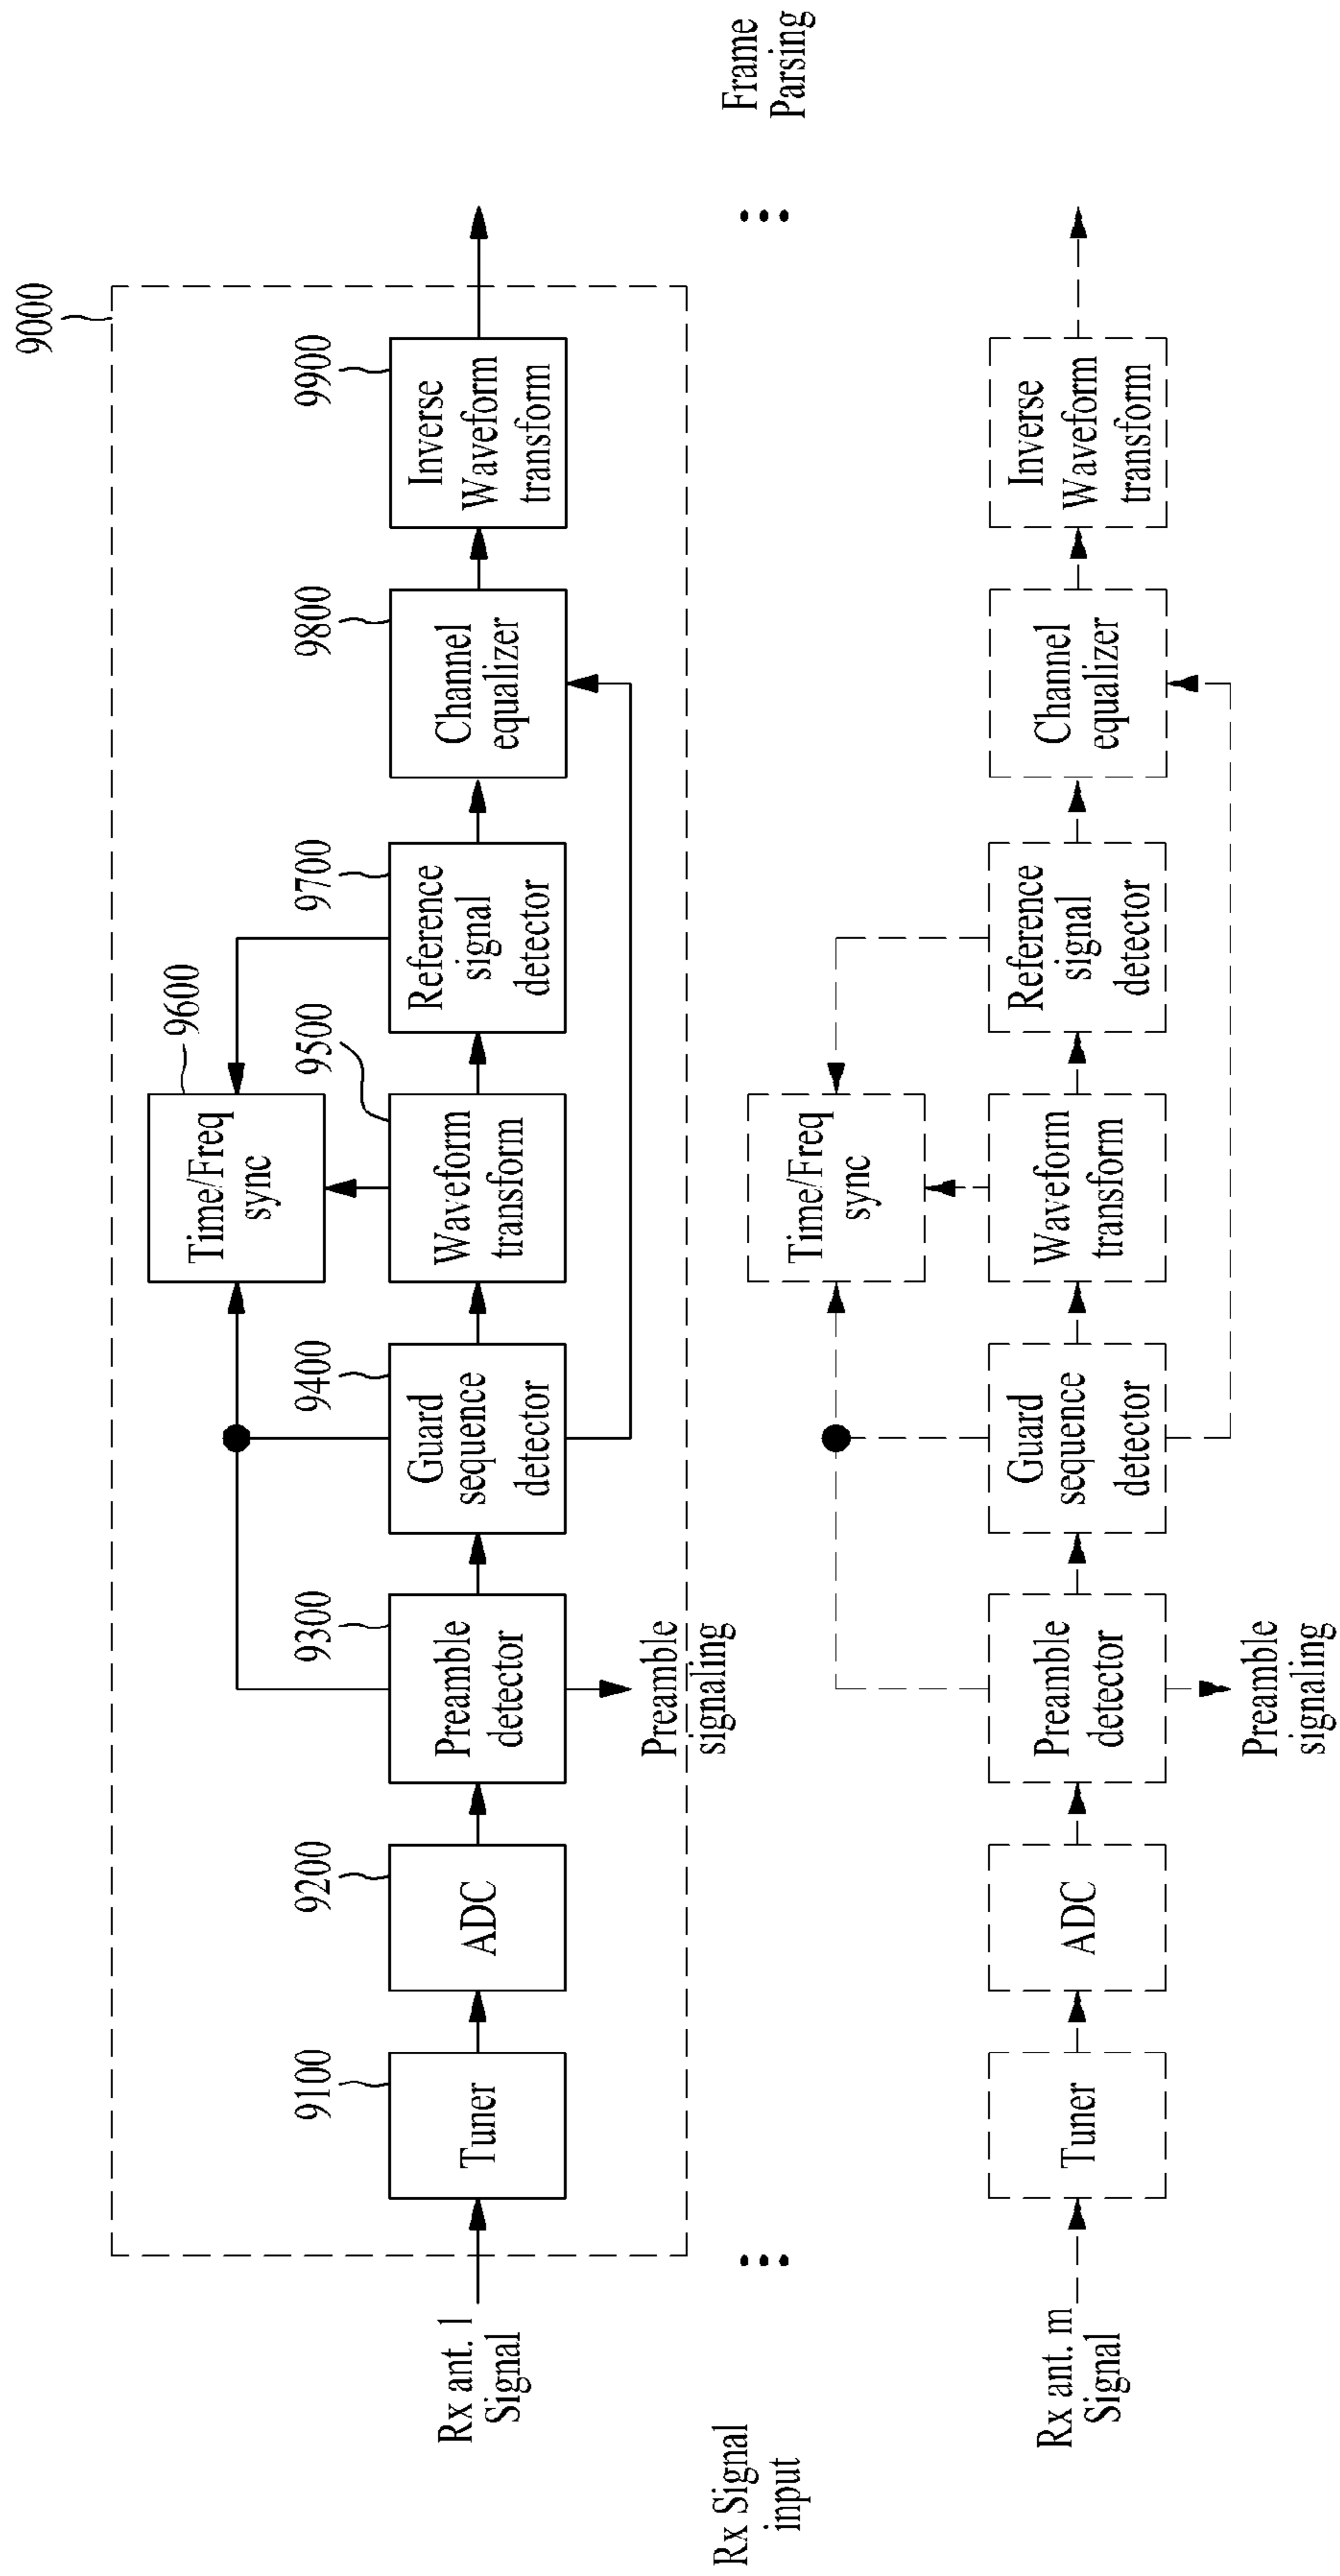 9000
9600
Time/Freq
sync
9100
9200
9300
9400
9500
9700
9800
9900
Rx ant. 1
Signal
Tuner
ADC
Preamble
detector
Guard
sequence
detector
Waveform
transform
Reference
signal
detector
Channel
equalizer
Inverse
Waveform
transform
Preamble
signaling
Rx Signal
input
Frame
Parsing
Time/Freq
sync
Rx ant. m
Signal
Tuner
ADC
Preamble
detector
Guard
sequence
detector
Waveform
transform
Reference
signal
detector
Channel
equalizer
Inverse
Waveform
transform
Preamble
signaling